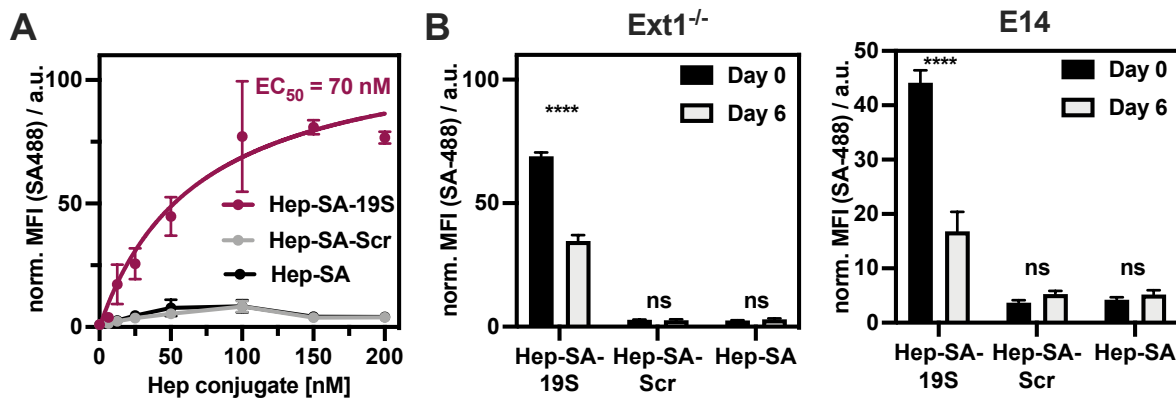 A
norm. MFI (SA488) / a.u.
100
50
0
EC50 = 70 nM
Hep-SA-19S
Hep-SA-Scr
Hep-SA
0 50 100 150 200
Hep conjugate [nM]
B
Ext1-/-
norm. MFI (SA-488) / a.u.
100
50
0
Day 0
Day 6
****
ns
ns
Hep-SA-
19S
Hep-SA-
Scr
Hep-SA
E14
norm. MFI (SA-488) / a.u.
50
40
30
20
10
0
****
Day 0
Day 6
ns
ns
Hep-SA-
19S
Hep-SA-
Scr
Hep-SA